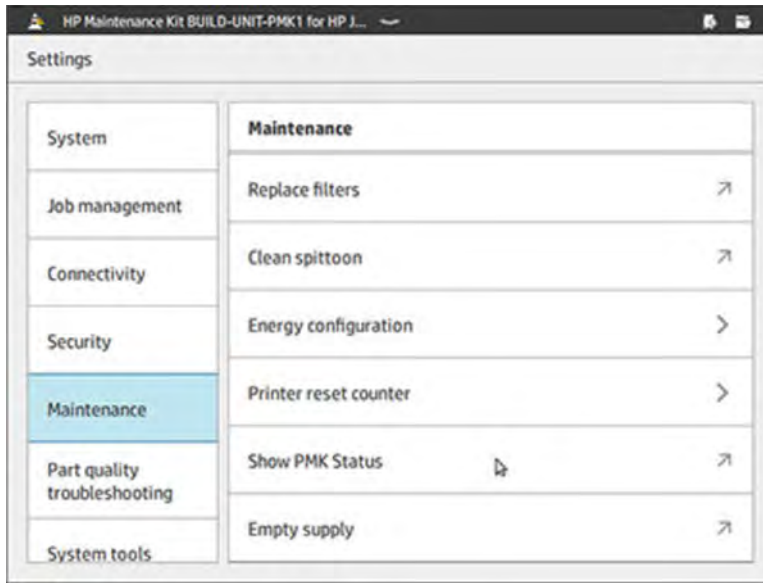 HP Maintenance Kit BUILD-UNIT-PMK1 for HP J...
Settings
System
Job management
Connectivity
Security
Maintenance
Part quality
troubleshooting
System tools
Maintenance
Replace filters
Clean spittoon
Energy configuration
Printer reset counter
Show PMK Status
Empty supply